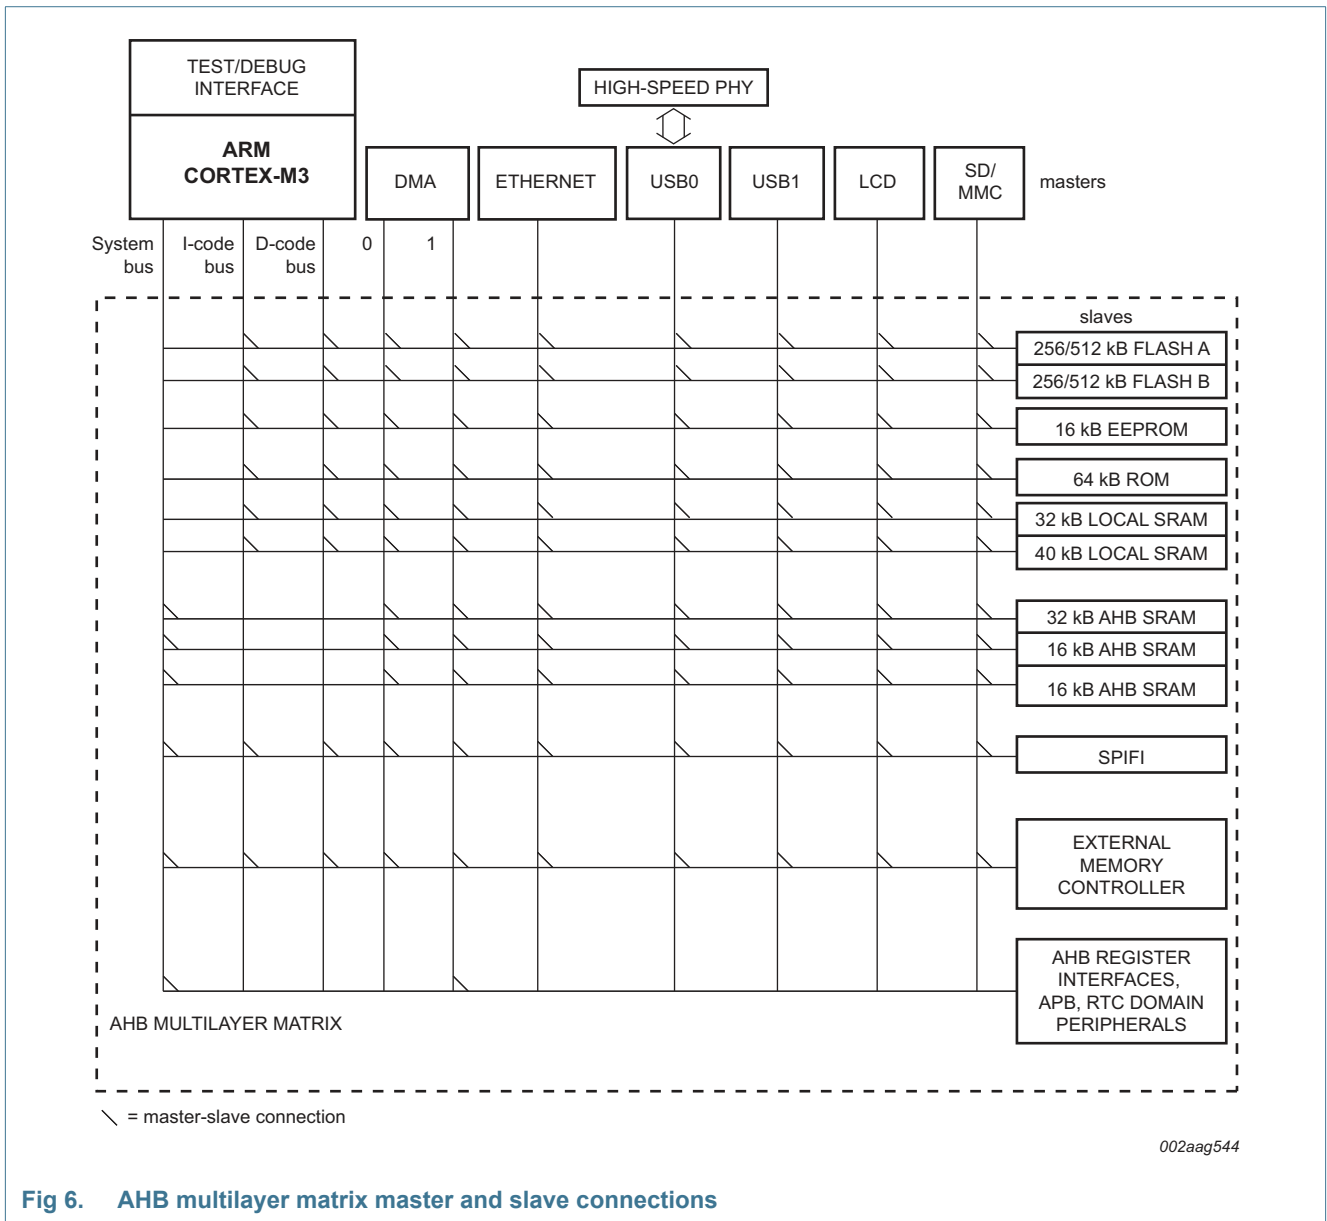 TEST/DEBUG
INTERFACE
ARM
CORTEX-M3
HIGH-SPEED PHY
DMA
ETHERNET
USB0
USB1
LCD
SD/
MMC
masters
System
bus
I-code
bus
D-code
bus
0
1
slaves
256/512 kB FLASH A
256/512 kB FLASH B
16 kB EEPROM
64 kB ROM
32 kB LOCAL SRAM
40 kB LOCAL SRAM
32 kB AHB SRAM
16 kB AHB SRAM
16 kB AHB SRAM
SPIFI
EXTERNAL
MEMORY
CONTROLLER
AHB REGISTER
INTERFACES,
APB, RTC DOMAIN
PERIPHERALS
AHB MULTILAYER MATRIX
= master-slave connection
002aag544
Fig 6. AHB multilayer matrix master and slave connections